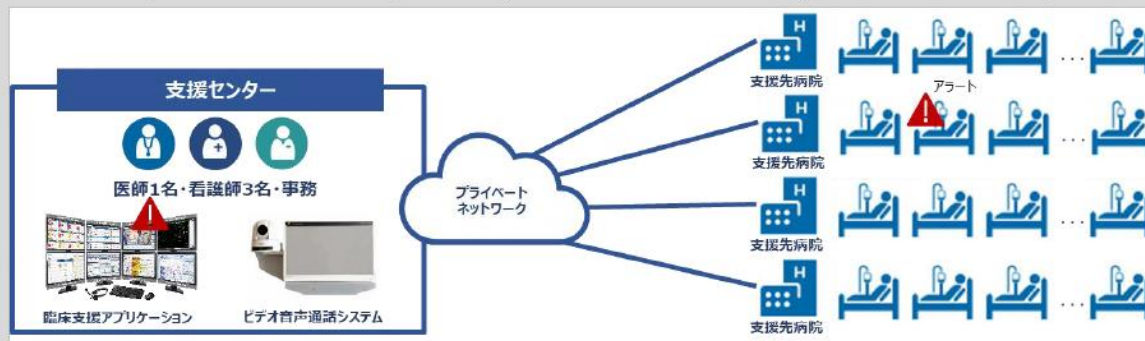 支援センター
医師1名・看護師3名・事務
臨床支援アプリケーション
ビデオ音声通話システム
プライベート
ネットワーク
H
支援先病院
アラート
H
支援先病院
H
支援先病院
H
支援先病院